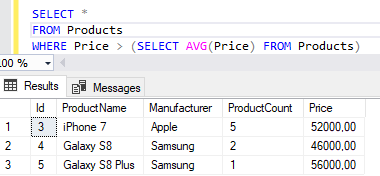 SELECT *
FROM Products
WHERE Price > (SELECT AVG(Price) FROM Products)
00 %
Results Messages
Id ProductName Manufacturer ProductCount Price
1 3 iPhone 7 Apple 5 52000,00
2 4 Galaxy S8 Samsung 2 46000,00
3 5 Galaxy S8 Plus Samsung 1 56000,00